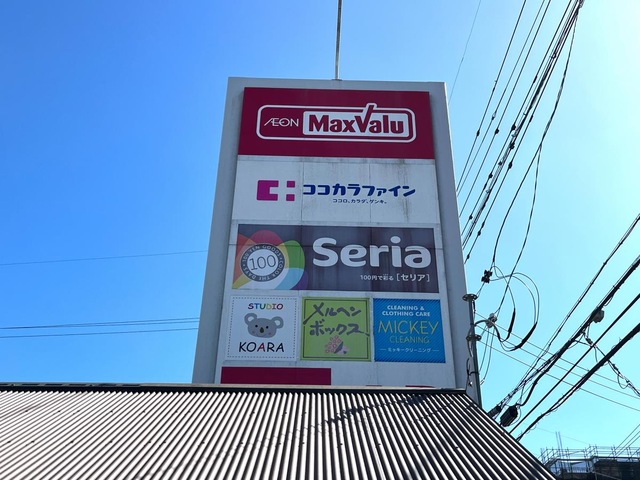 ÆON MaxValu
ココカラファイン
ココロ、カラダ、ゲンキ。
100
Seria
100円で彩る[セリア]
STUDIO
KOARA
メルヘン
ボックス
CLEANING &
CLOTHING CARE
MICKEY
CLEANING
ミッキークリーニング